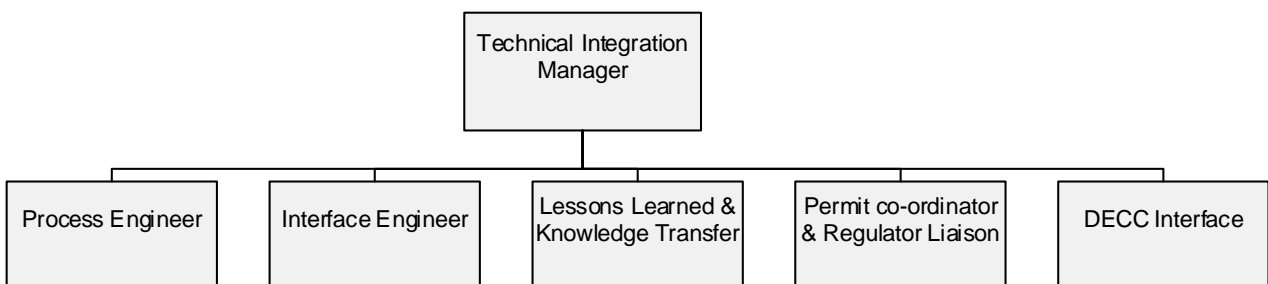 Technical Integration
Manager
Process Engineer
Interface Engineer
Lessons Learned &
Knowledge Transfer
Permit co-ordinator
& Regulator Liaison
DECC Interface